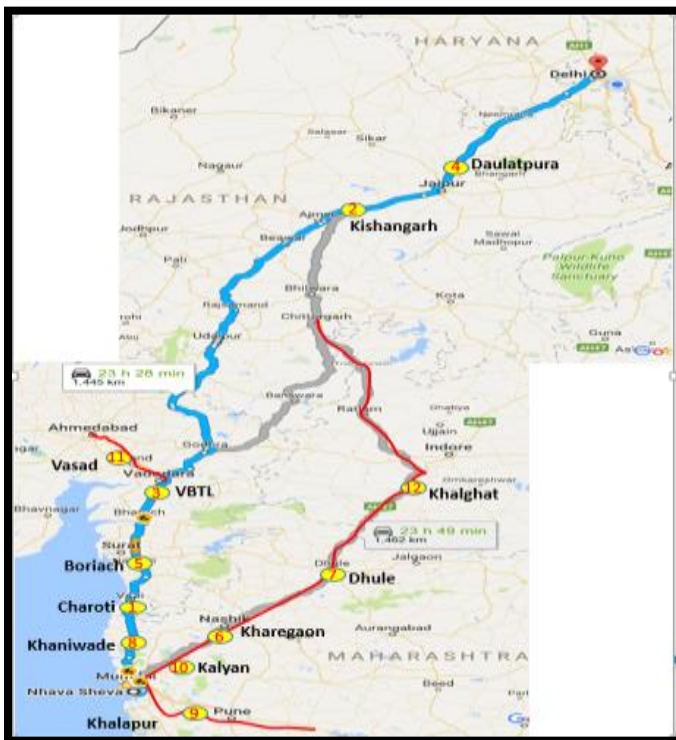 HARYANA
Delhi
Bikaner
Neemrana
Salasar
Sikar
4
Daulatpura
Nagaur
Bhangarh
Jaipur
RAJASTHAN
2
Ajmer
Kishangarh
Jodhpur
Beawar
Sawai
Madhopur
Pali
Palpur-Kuno
Wildlife
Sanctuary
Bhilwara
Rajsamand
Kota
Chittorgarh
Guna
Udaipur
23 h 28 min
1,445 km
Banswara
Ratlam
Ahmedabad
Ujjain
Godhra
Indore
11
Vasad
Vadodara
Omkareshwar
3
VBTL
12
Khalghat
Bhavnagar
Bharuch
23 h 49 min
1,462 km
Surat
Jalgaon
Boriach
5
Dhule
7
Dhule
Vapi
Charoti
1
Nashik
Kharegaon
6
Aurangabad
Khaniwade
8
MAHARASHTRA
10
Kalyan
Mumbai
Beed
Nhava Sheva
9
Pune
Khalapur